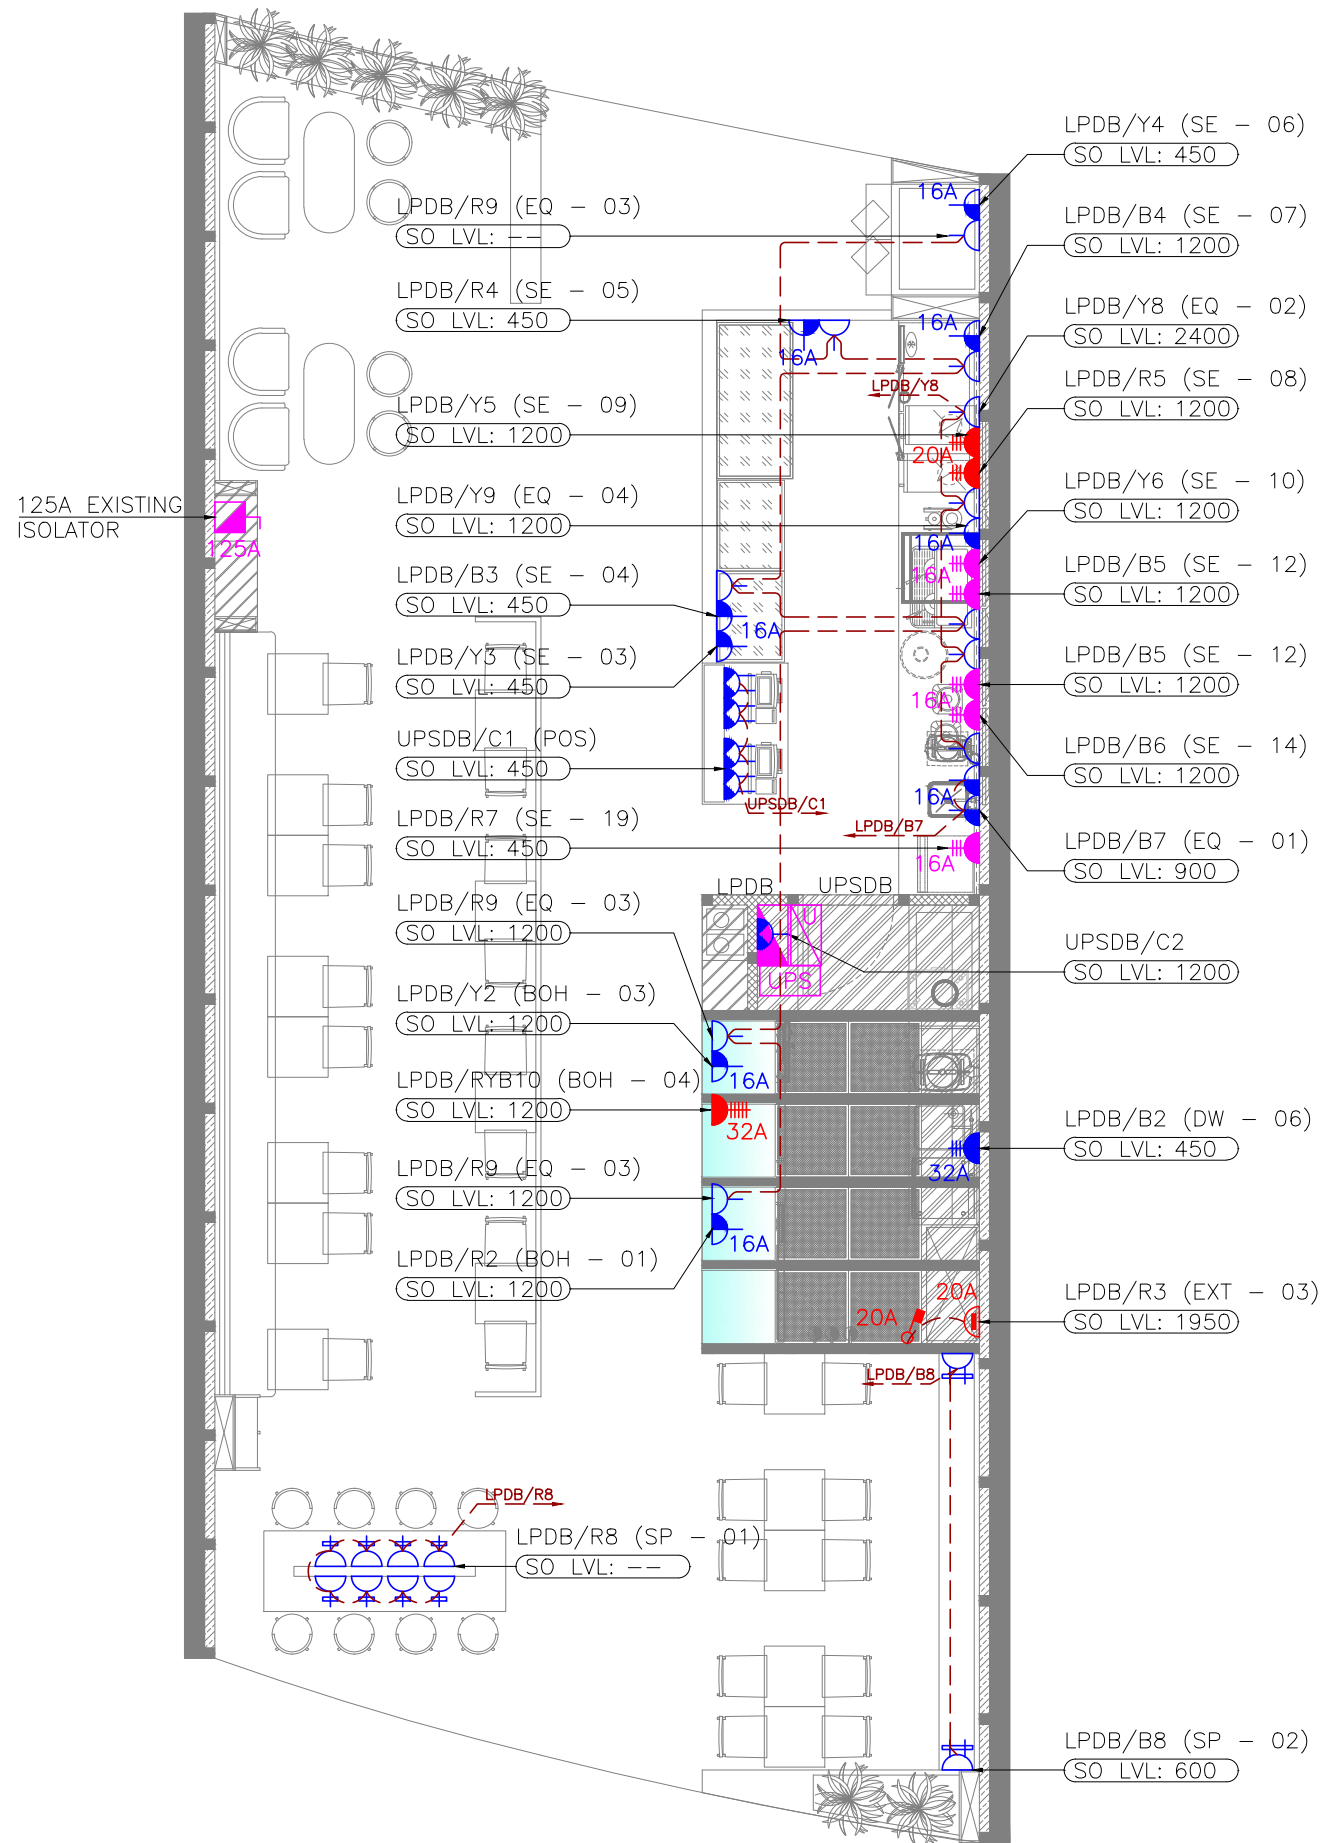 LPDB/Y4 (SE - 06)
SO LVL: 450
16A
LPDB/R9 (EQ - 03)
SO LVL: --
LPDB/B4 (SE - 07)
SO LVL: 1200
LPDB/R4 (SE - 05)
SO LVL: 450
16A
16A
LPDB/Y8 (EQ - 02)
SO LVL: 2400
LPDB/Y8
LPDB/R5 (SE - 08)
SO LVL: 1200
LPDB/Y5 (SE - 09)
SO LVL: 1200
20A
LPDB/Y9 (EQ - 04)
SO LVL: 1200
16A
LPDB/Y6 (SE - 10)
SO LVL: 1200
125A EXISTING
ISOLATOR
125A
LPDB/B3 (SE - 04)
SO LVL: 450
16A
16A
LPDB/B5 (SE - 12)
SO LVL: 1200
LPDB/Y3 (SE - 03)
SO LVL: 450
LPDB/B5 (SE - 12)
SO LVL: 1200
16A
UPSDB/C1 (POS)
SO LVL: 450
LPDB/B6 (SE - 14)
SO LVL: 1200
UPSDB/C1
16A
LPDB/R7 (SE - 19)
SO LVL: 450
LPDB/B7
16A
LPDB/B7 (EQ - 01)
SO LVL: 900
LPDB
UPSDB
LPDB/R9 (EQ - 03)
SO LVL: 1200
U
UPS
UPSDB/C2
SO LVL: 1200
LPDB/Y2 (BOH - 03)
SO LVL: 1200
16A
LPDB/RYB10 (BOH - 04)
SO LVL: 1200
32A
LPDB/B2 (DW - 06)
SO LVL: 450
32A
LPDB/R9 (EQ - 03)
SO LVL: 1200
LPDB/R2 (BOH - 01)
SO LVL: 1200
16A
20A
20A
LPDB/R3 (EXT - 03)
SO LVL: 1950
LPDB/B8
LPDB/R8
LPDB/R8 (SP - 01)
SO LVL: --
LPDB/B8 (SP - 02)
SO LVL: 600